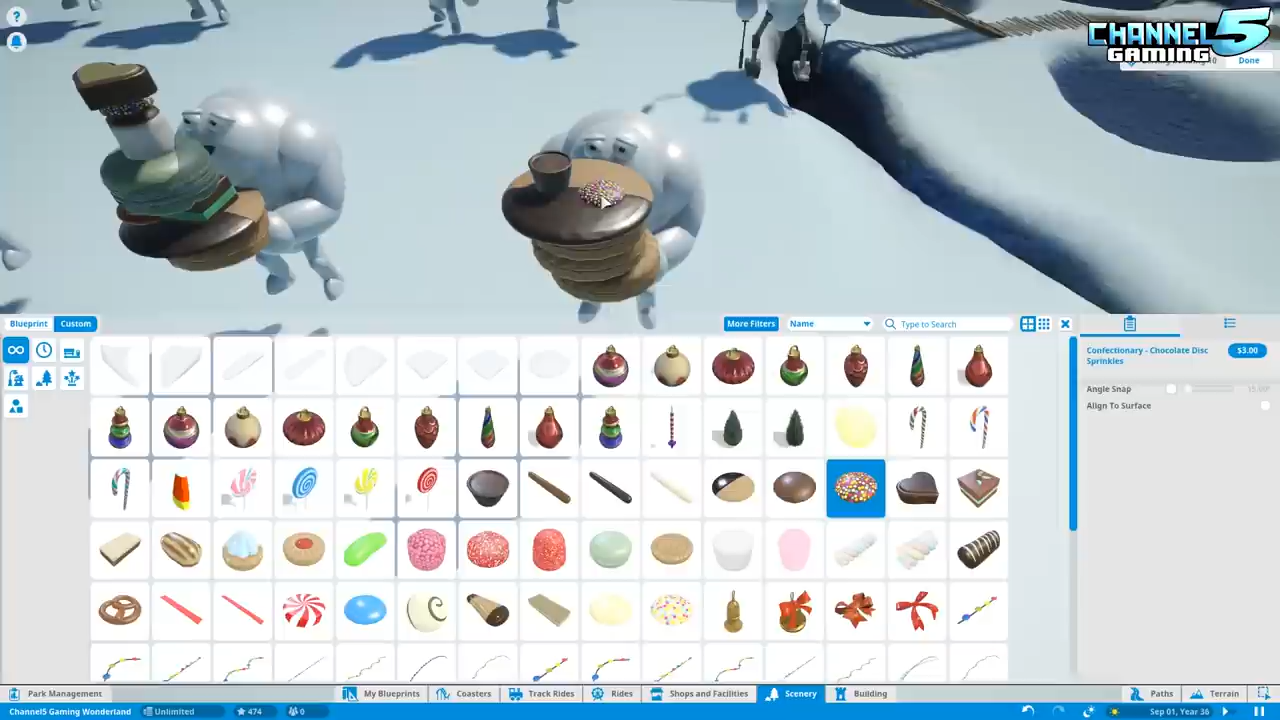 ?
CHANNEL 5
GAMING
Done
Blueprint
Custom
More Filters
Name
Type to Search
Confectionary - Chocolate Disc
Sprinkles
$3.00
Angle Snap
Align To Surface
Park Management
My Blueprints
Coasters
Track Rides
Rides
Shops and Facilities
Scenery
Building
Paths
Terrain
Channel5 Gaming Wonderland
Unlimited
474
0
Sep 01, Year 36